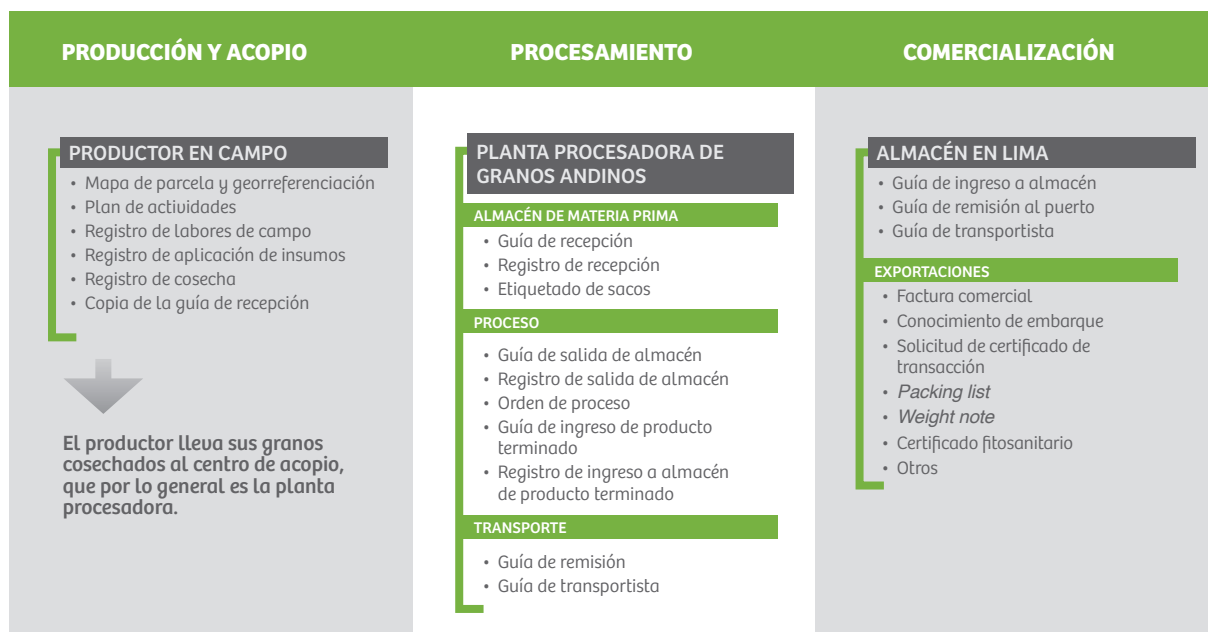 PRODUCCIÓN Y ACOPIO
PRODUCTOR EN CAMPO
• Mapa de parcela y georreferenciación
• Plan de actividades
• Registro de labores de campo
• Registro de aplicación de insumos
• Registro de cosecha
• Copia de la guía de recepción
El productor lleva sus granos
cosechados al centro de acopio,
que por lo general es la planta
procesadora.
PROCESAMIENTO
PLANTA PROCESADORA DE
GRANOS ANDINOS
ALMACÉN DE MATERIA PRIMA
• Guía de recepción
• Registro de recepción
• Etiquetado de sacos
PROCESO
• Guía de salida de almacén
• Registro de salida de almacén
• Orden de proceso
• Guía de ingreso de producto
terminado
• Registro de ingreso a almacén
de producto terminado
TRANSPORTE
• Guía de remisión
• Guía de transportista
COMERCIALIZACIÓN
ALMACÉN EN LIMA
• Guía de ingreso a almacén
• Guía de remisión al puerto
• Guía de transportista
EXPORTACIONES
• Factura comercial
• Conocimiento de embarque
• Solicitud de certificado de
transacción
• Packing list
• Weight note
• Certificado fitosanitario
• Otros